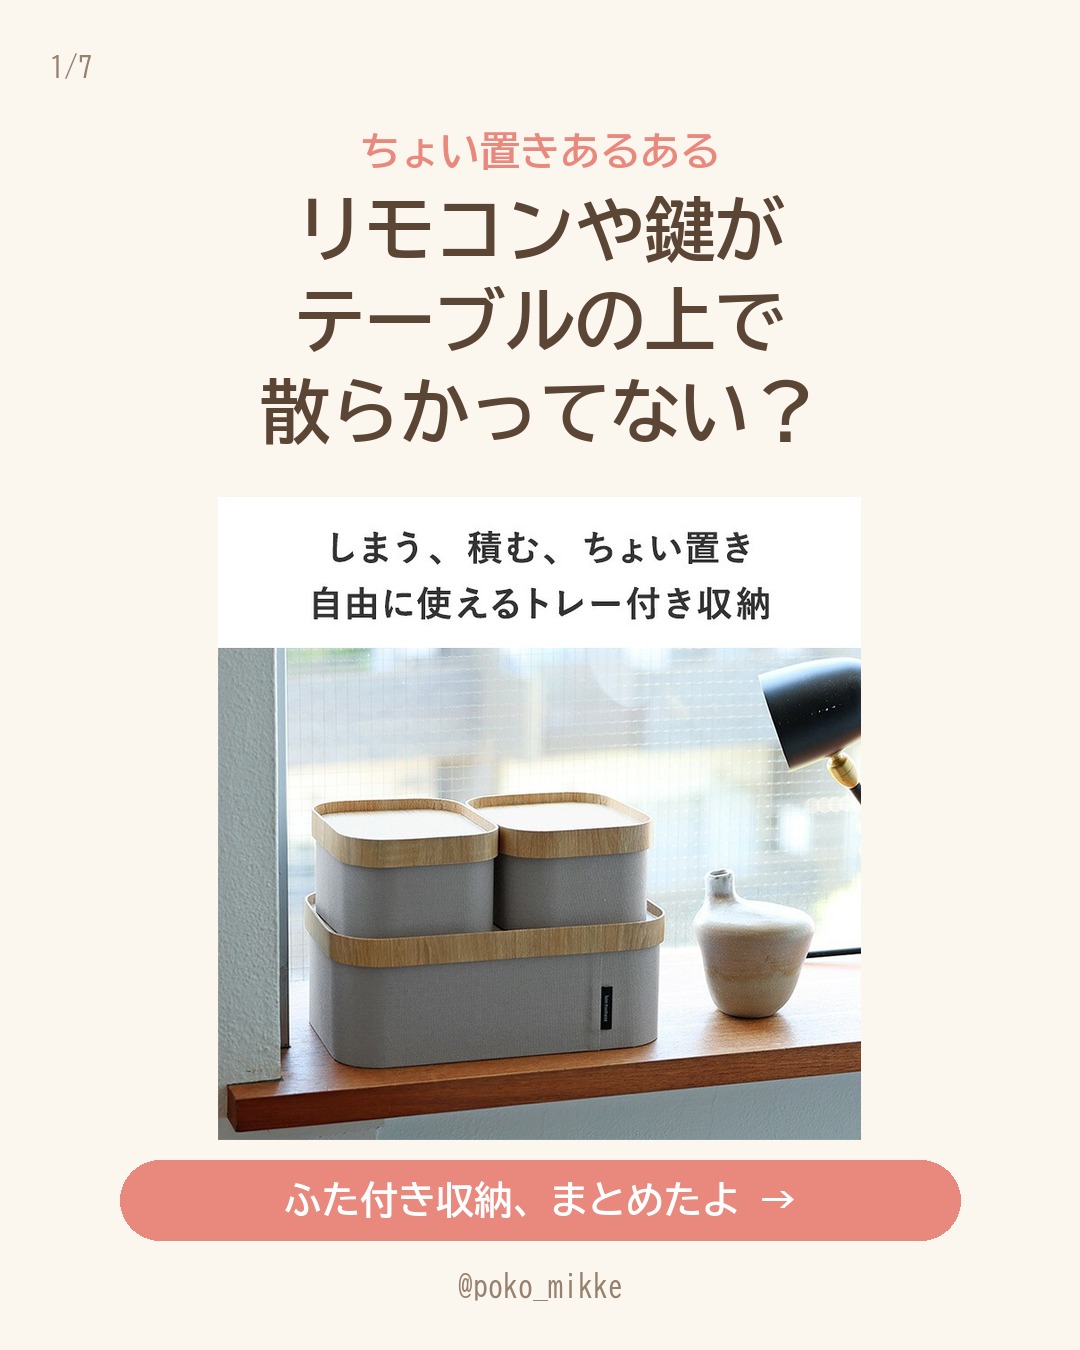 1/7
ちょい置きあるある
リモコンや鍵が
テーブルの上で
散らかってない？
しまう、積む、ちょい置き
自由に使えるトレー付き収納
ふた付き収納、まとめたよ →
@poko_mikke